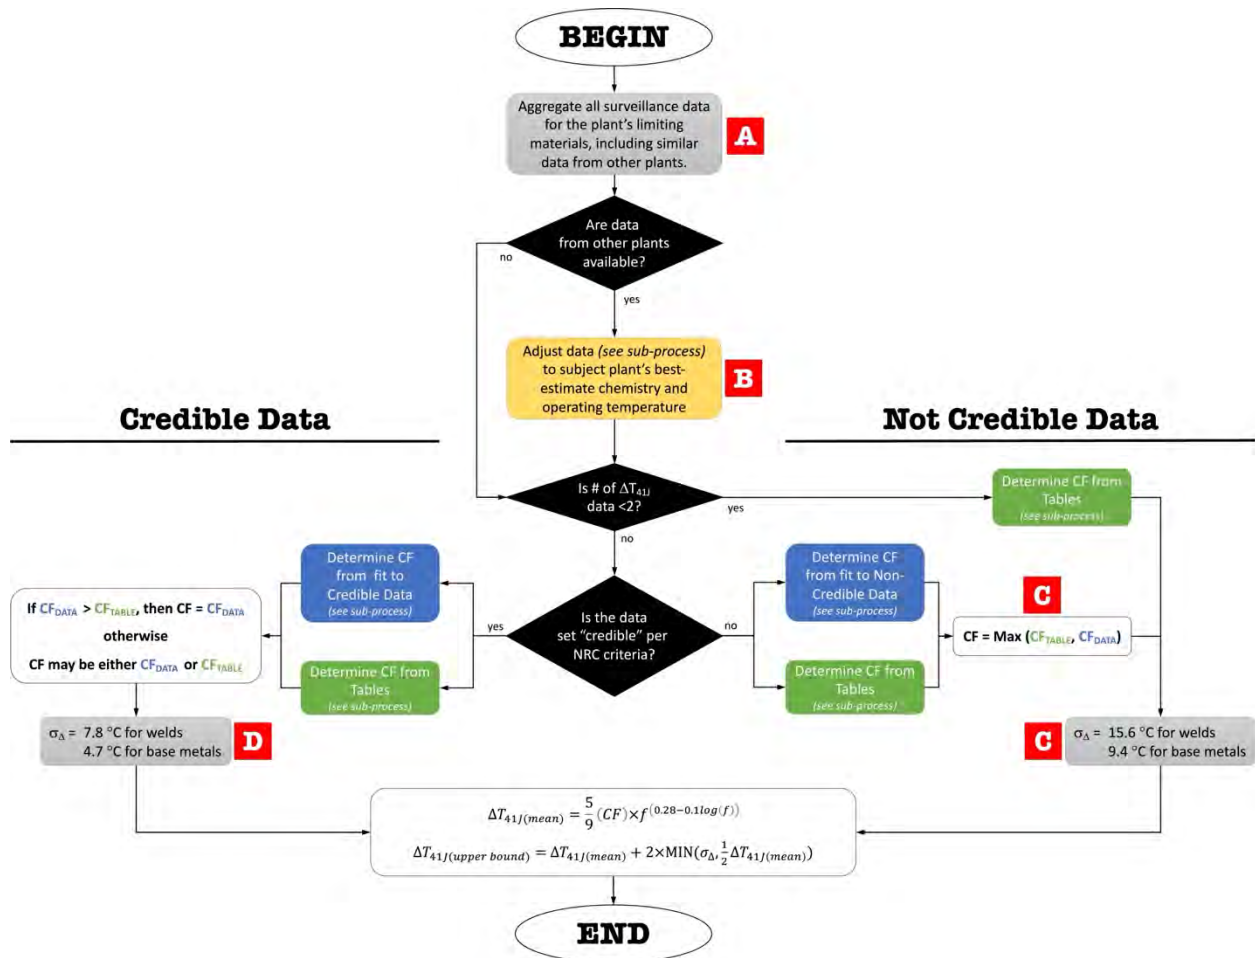 BEGIN
Aggregate all surveillance data
for the plant's limiting
materials, including similar
data from other plants.
A
Are data
from other plants
available?
no
yes
Adjust data (see sub-process)
to subject plant's best-
estimate chemistry and
operating temperature
B
Credible Data
Not Credible Data
Is # of ΔT41J
data <2?
yes
no
Determine CF from
Tables
(see sub-process)
Determine CF
from fit to
Credible Data
(see sub-process)
Determine CF
from fit to Non-
Credible Data
(see sub-process)
If CFDATA > CFTABLE, then CF = CFDATA
otherwise
CF may be either CFDATA or CFTABLE
yes
Is the data
set "credible" per
NRC criteria?
no
C
CF = Max (CFTABLE, CFDATA)
Determine CF from
Tables
(see sub-process)
Determine CF from
Tables
(see sub-process)
σΔ = 7.8 °C for welds
4.7 °C for base metals
D
C
σΔ = 15.6 °C for welds
9.4 °C for base metals
ΔT41J(mean) = 5/9 (CF) × f^(0.28−0.1log(f))
ΔT41J(upper bound) = ΔT41J(mean) + 2×MIN(σΔ, 1/2 ΔT41J(mean))
END